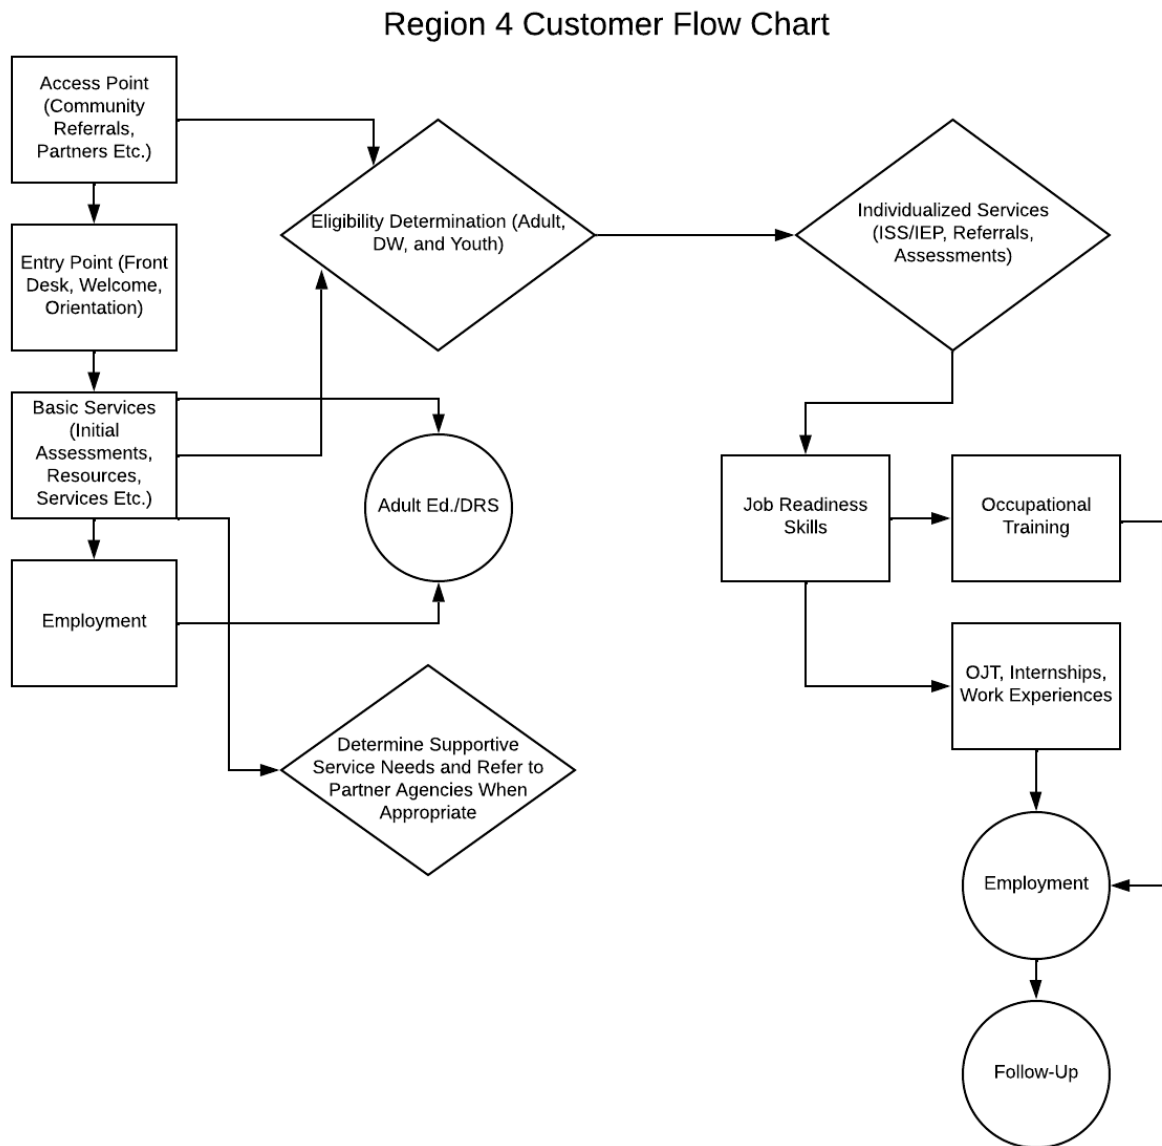 Region 4 Customer Flow Chart
Access Point
(Community
Referrals,
Partners Etc.)
Entry Point (Front
Desk, Welcome,
Orientation)
Basic Services
(Initial
Assessments,
Resources,
Services Etc.)
Employment
Eligibility Determination (Adult,
DW, and Youth)
Adult Ed./DRS
Determine Supportive
Service Needs and Refer to
Partner Agencies When
Appropriate
Individualized Services
(ISS/IEP, Referrals,
Assessments)
Job Readiness
Skills
Occupational
Training
OJT, Internships,
Work Experiences
Employment
Follow-Up